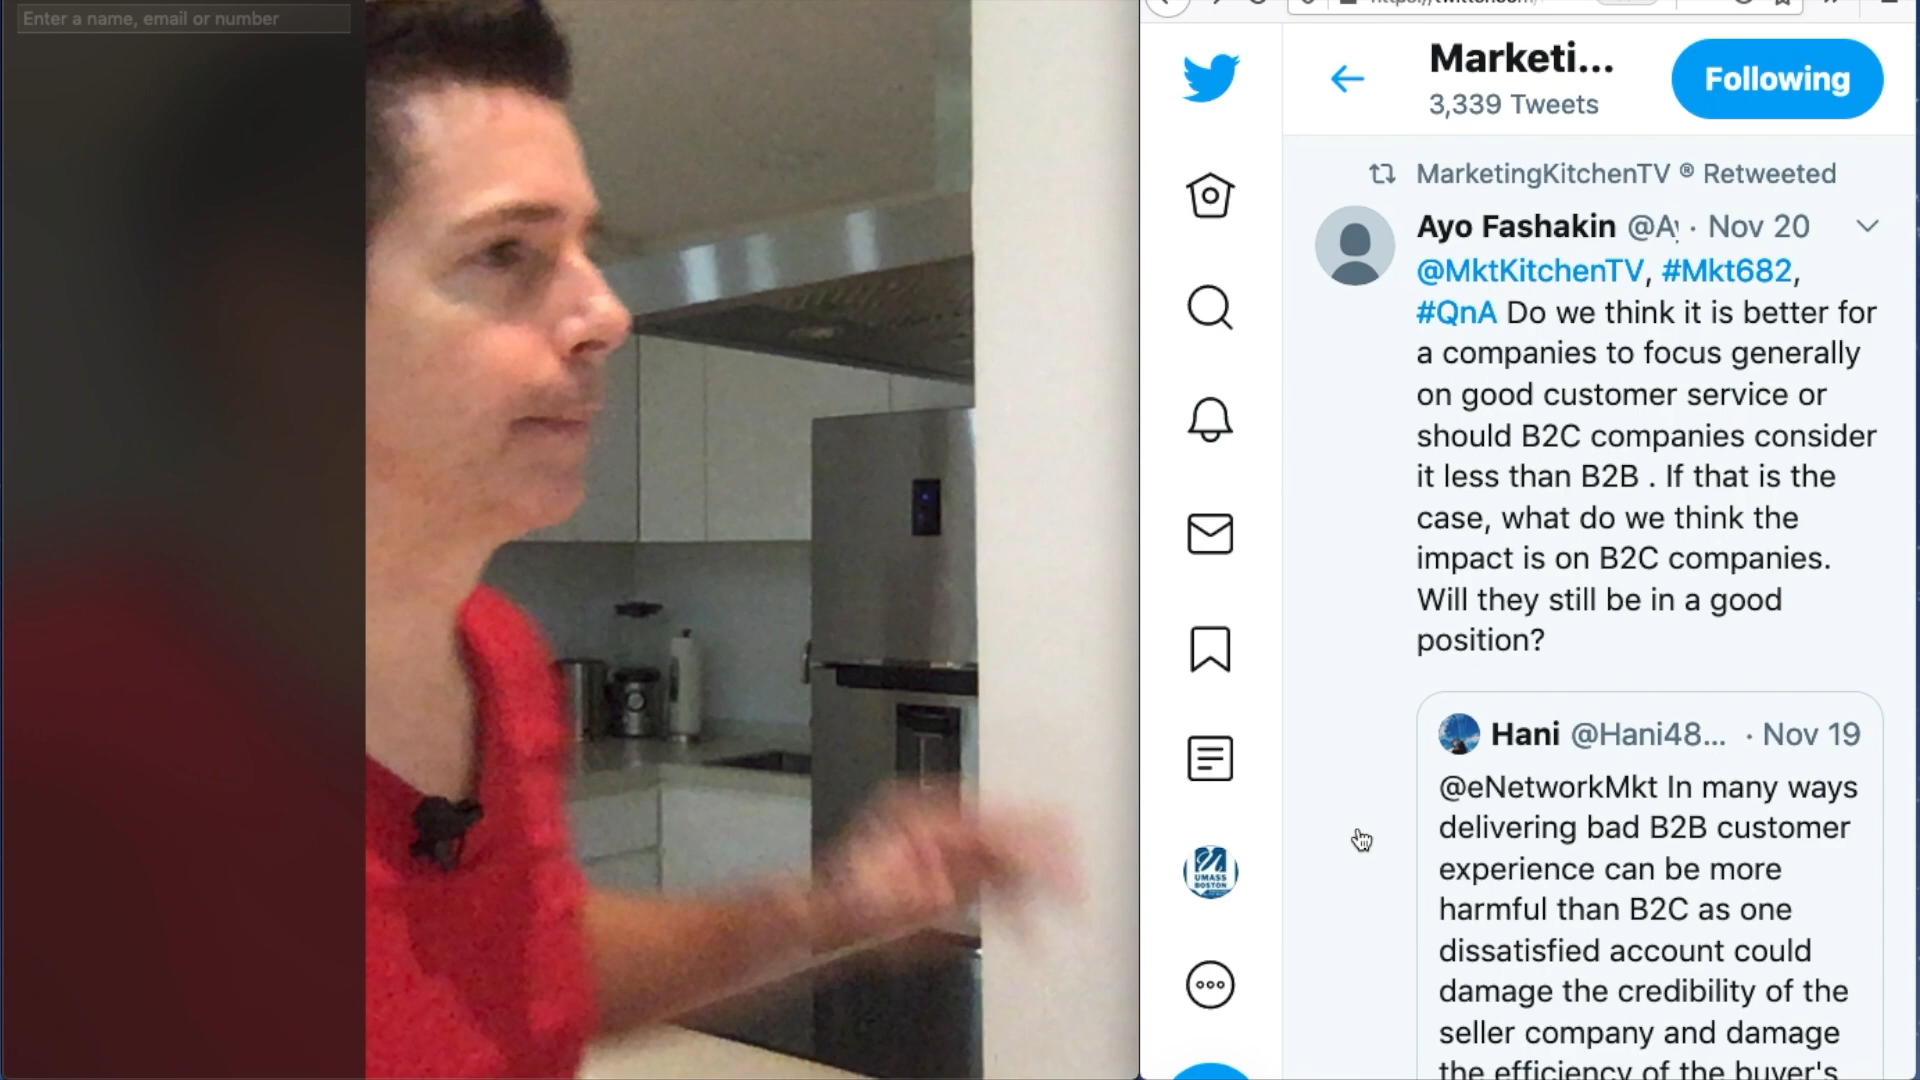 Enter a name, email or number
Marketi...
3,339 Tweets
Following
MarketingKitchenTV ® Retweeted
Ayo Fashakin @Ay · Nov 20
@MktKitchenTV, #Mkt682,
#QnA Do we think it is better for
a companies to focus generally
on good customer service or
should B2C companies consider
it less than B2B . If that is the
case, what do we think the
impact is on B2C companies.
Will they still be in a good
position?
Hani @Hani48... · Nov 19
@eNetworkMkt In many ways
delivering bad B2B customer
experience can be more
harmful than B2C as one
dissatisfied account could
damage the credibility of the
seller company and damage
the efficiency of the buyer's
UMASS
BOSTON